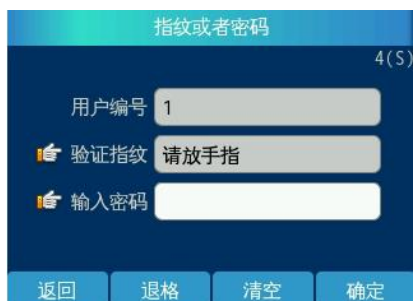 指纹或者密码
4(S)
用户编号 1
验证指纹 请放手指
输入密码
返回 退格 清空 确定